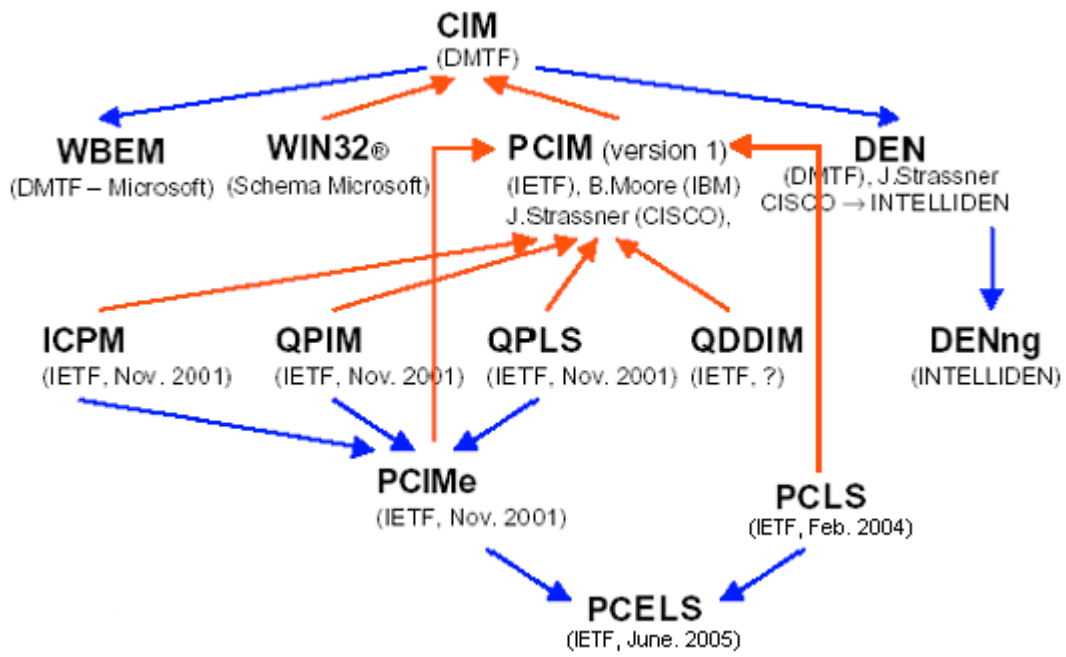 CIM
(DMTF)
WBEM
(DMTF – Microsoft)
WIN32®
(Schema Microsoft)
PCIM (version 1)
(IETF), B.Moore (IBM)
J.Strassner (CISCO),
DEN
(DMTF), J.Strassner
CISCO → INTELLIDEN
ICPM
(IETF, Nov. 2001)
QPIM
(IETF, Nov. 2001)
QPLS
(IETF, Nov. 2001)
QDDIM
(IETF, ?)
DENng
(INTELLIDEN)
PCIMe
(IETF, Nov. 2001)
PCLS
(IETF, Feb. 2004)
PCELS
(IETF, June. 2005)